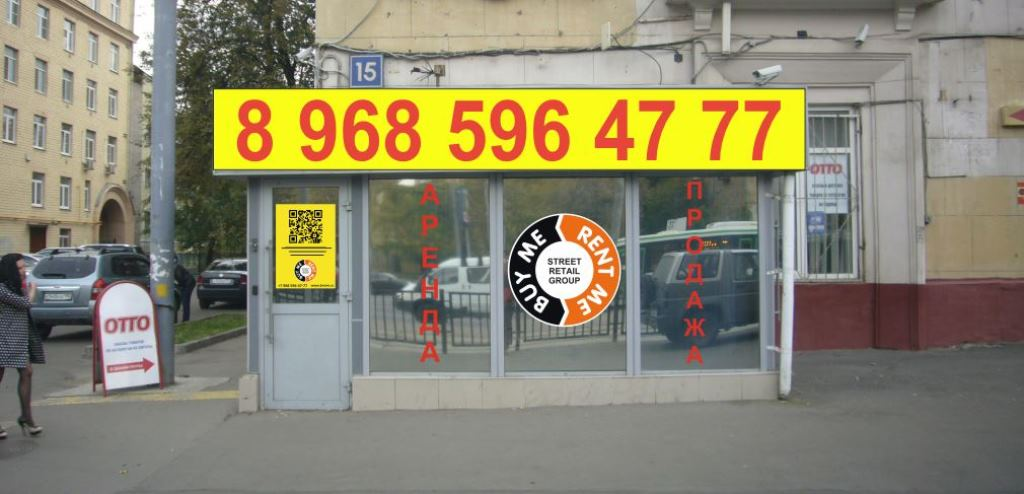 15
8 968 596 47 77
OTTO
АРЕНДА
ПРОДАЖА
BUY ME
RENT ME
STREET
RETAIL
GROUP
OTTO